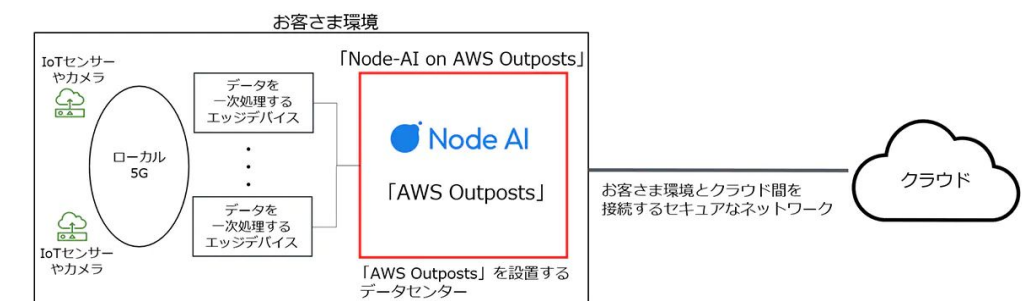 お客さま環境
IoTセンサー
やカメラ
ローカル
5G
IoTセンサー
やカメラ
データを
一次処理する
エッジデバイス
データを
一次処理する
エッジデバイス
「Node-AI on AWS Outposts」
Node AI
「AWS Outposts」
「AWS Outposts」を設置する
データセンター
お客さま環境とクラウド間を
接続するセキュアなネットワーク
クラウド